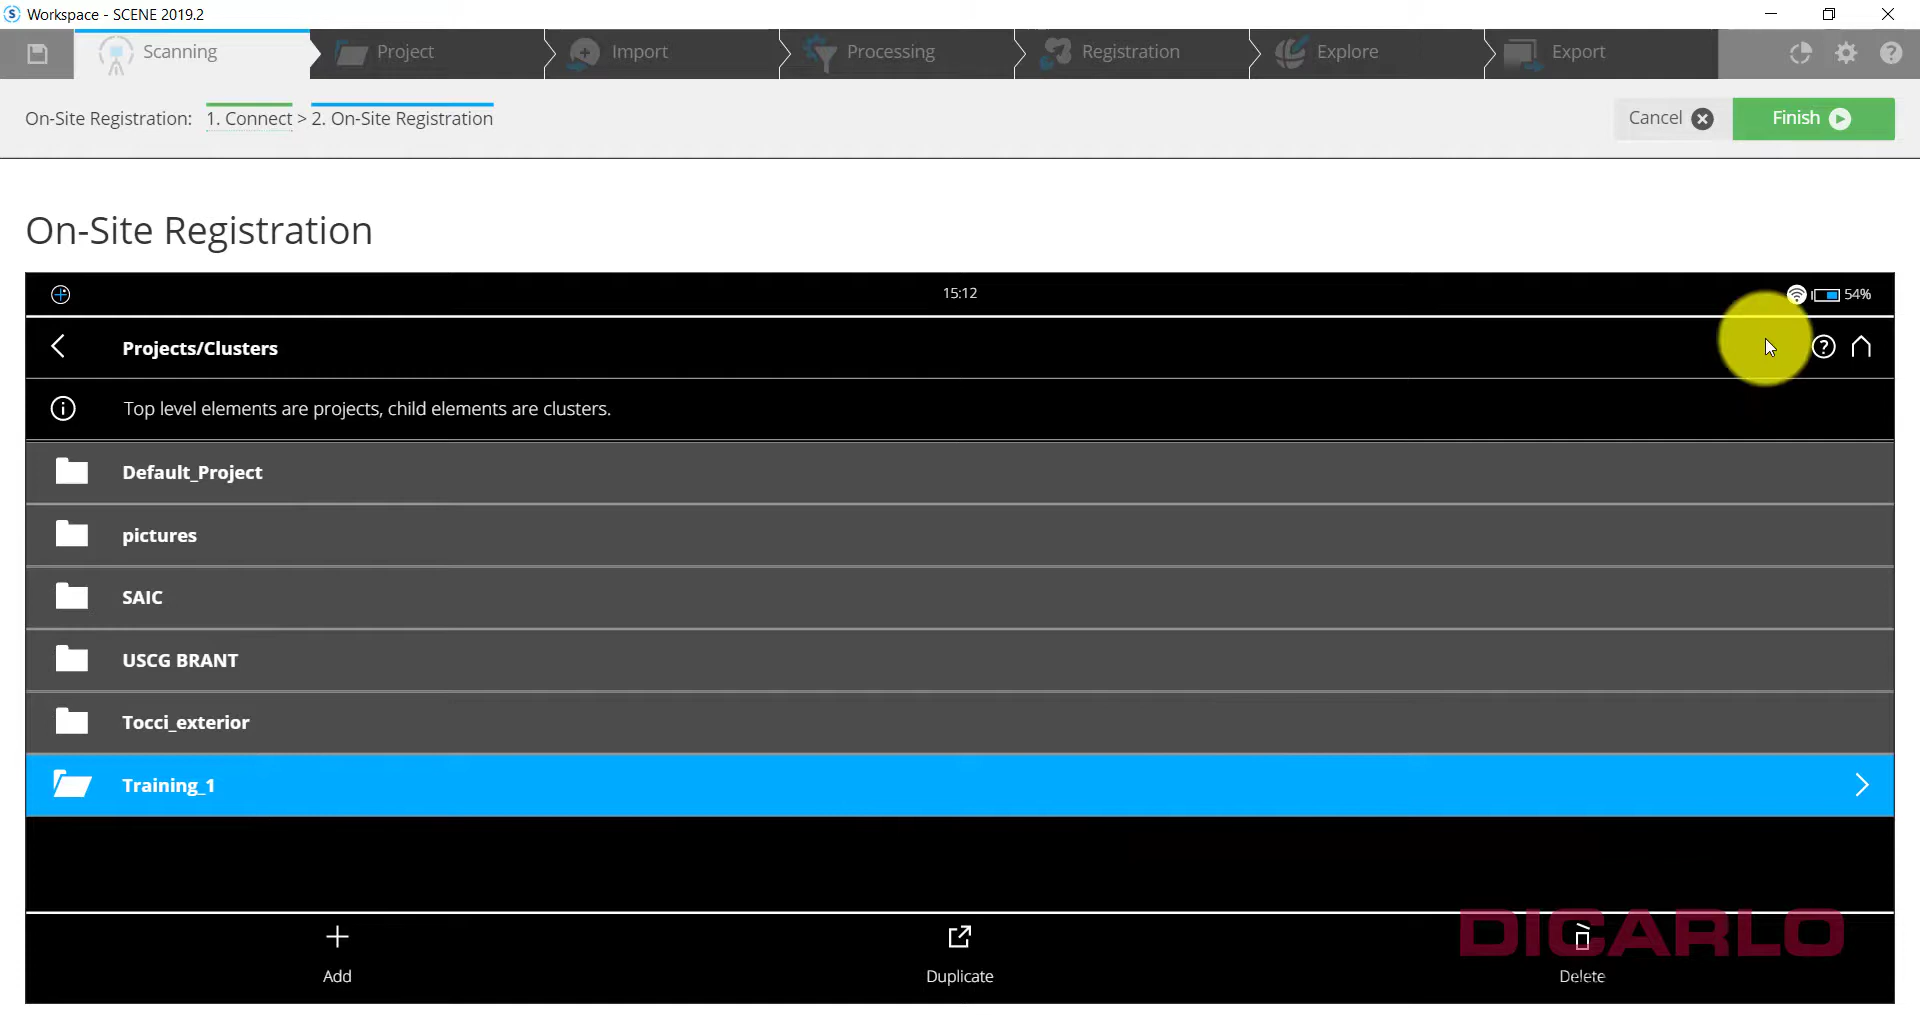 Workspace - SCENE 2019.2
Scanning Project Import Processing Registration Explore Export
On-Site Registration: 1. Connect > 2. On-Site Registration Cancel Finish
On-Site Registration
15:12 54%
Projects/Clusters
Top level elements are projects, child elements are clusters.
Default_Project
pictures
SAIC
USCG BRANT
Tocci_exterior
Training_1
DICARLO
Add Duplicate Delete